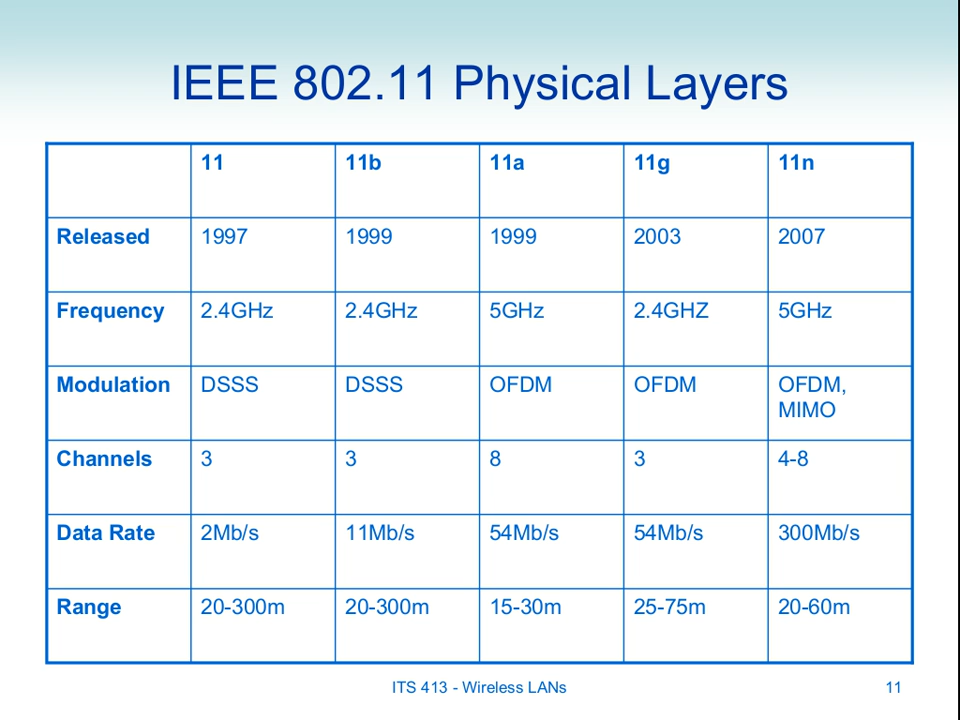 IEEE 802.11 Physical Layers
11 11b 11a 11g 11n
Released 1997 1999 1999 2003 2007
Frequency 2.4GHz 2.4GHz 5GHz 2.4GHZ 5GHz
Modulation DSSS DSSS OFDM OFDM OFDM,
MIMO
Channels 3 3 8 3 4-8
Data Rate 2Mb/s 11Mb/s 54Mb/s 54Mb/s 300Mb/s
Range 20-300m 20-300m 15-30m 25-75m 20-60m
ITS 413 - Wireless LANs 11